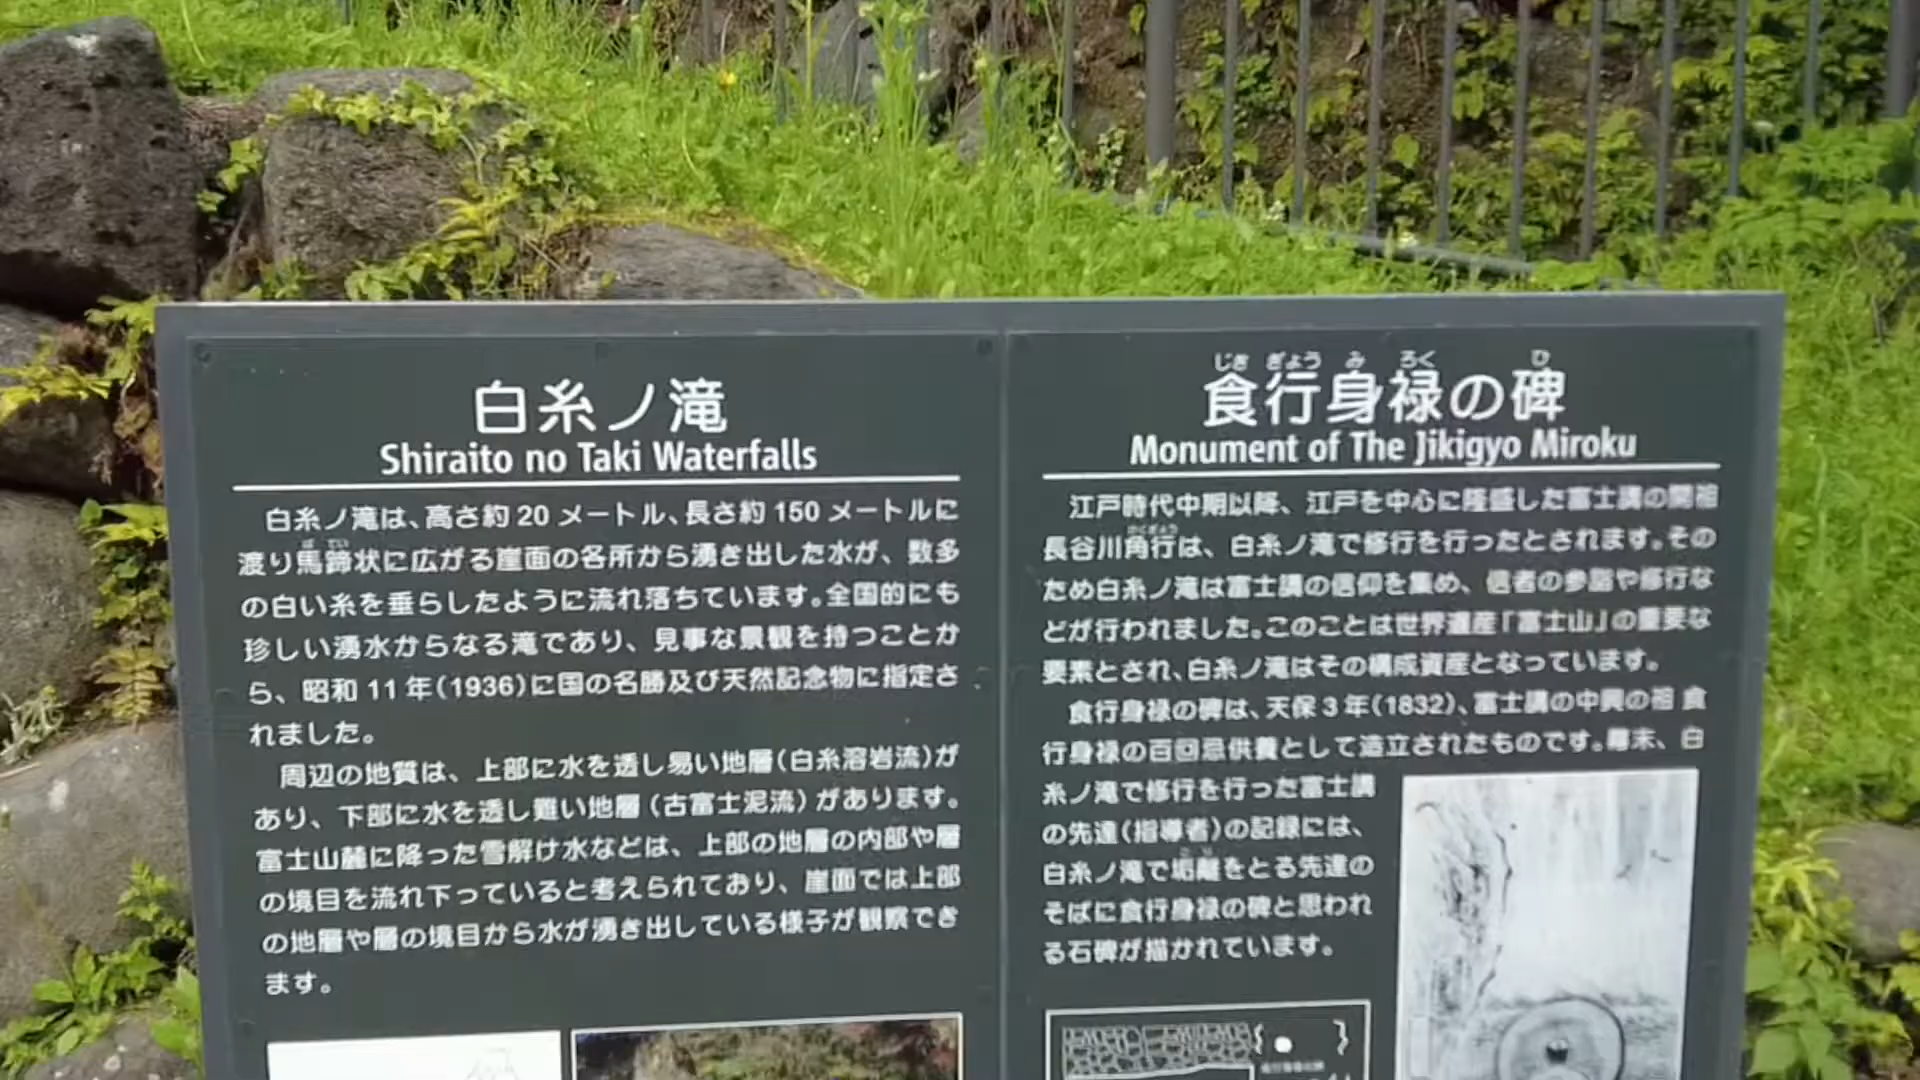 白糸ノ滝
Shiraito no Taki Waterfalls
白糸ノ滝は、高さ約20メートル、長さ約150メートルに
ばてい
渡り馬蹄状に広がる崖面の各所から湧き出した水が、数多
の白い糸を垂らしたように流れ落ちています。全国的にも
珍しい湧水からなる滝であり、見事な景観を持つことか
ら、昭和11年(1936)に国の名勝及び天然記念物に指定さ
れました。
周辺の地質は、上部に水を透し易い地層(白糸溶岩流)が
あり、下部に水を透し難い地層(古富士泥流)があります。
富士山麓に降った雪解け水などは、上部の地層の内部や層
の境目を流れ下っていると考えられており、崖面では上部
の地層や層の境目から水が湧き出している様子が観察でき
ます。
じき ぎょう み ろく ひ
食行身禄の碑
Monument of The Jikigyo Miroku
江戸時代中期以降、江戸を中心に隆盛した富士講の開祖
かくぎょう
長谷川角行は、白糸ノ滝で修行を行ったとされます。その
ため白糸ノ滝は富士講の信仰を集め、信者の参詣や修行な
どが行われました。このことは世界遺産「富士山」の重要な
要素とされ、白糸ノ滝はその構成資産となっています。
食行身禄の碑は、天保3年(1832)、富士講の中興の祖 食
行身禄の百回忌供養として造立されたものです。幕末、白
糸ノ滝で修行を行った富士講
の先達(指導者)の記録には、
白糸ノ滝で垢離をとる先達の
そばに食行身禄の碑と思われ
る石碑が描かれています。